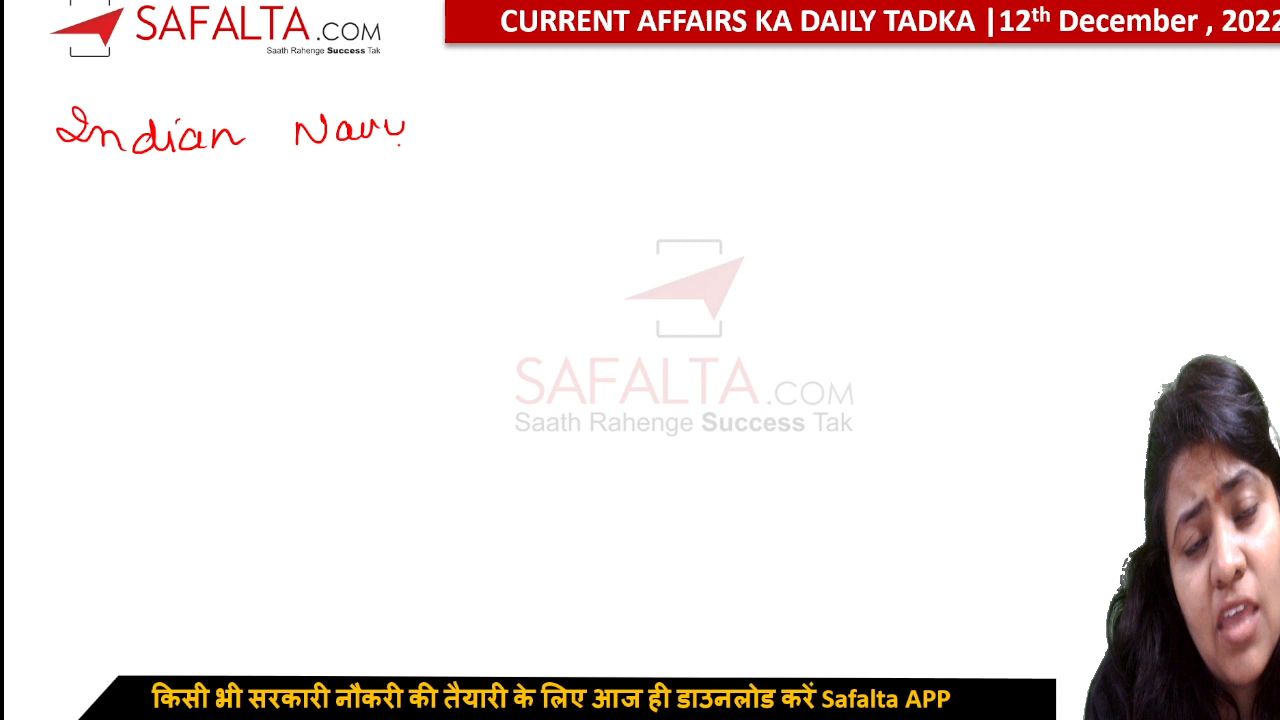 SAFALTA.COM
Saath Rahenge Success Tak
CURRENT AFFAIRS KA DAILY TADKA |12th December , 2022
Indian Navy
SAFALTA.COM
Saath Rahenge Success Tak
किसी भी सरकारी नौकरी की तैयारी के लिए आज ही डाउनलोड करें Safalta APP